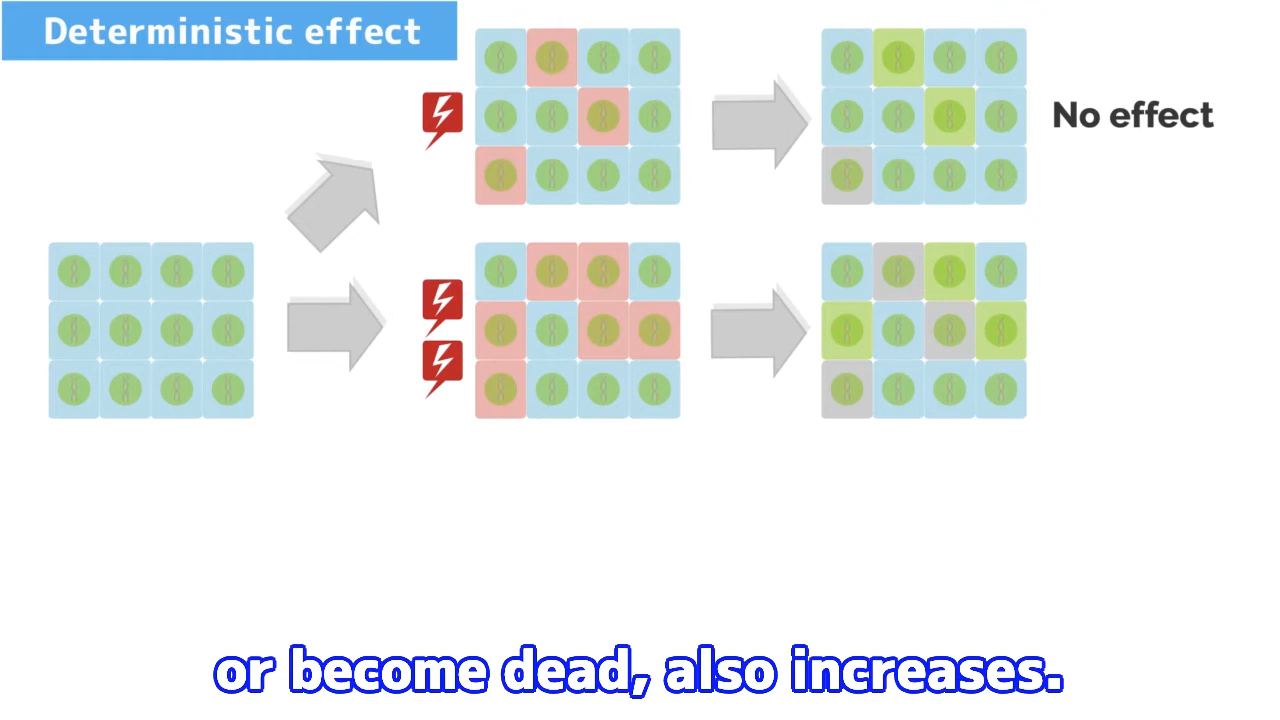 Deterministic effect
No effect
or become dead, also increases.